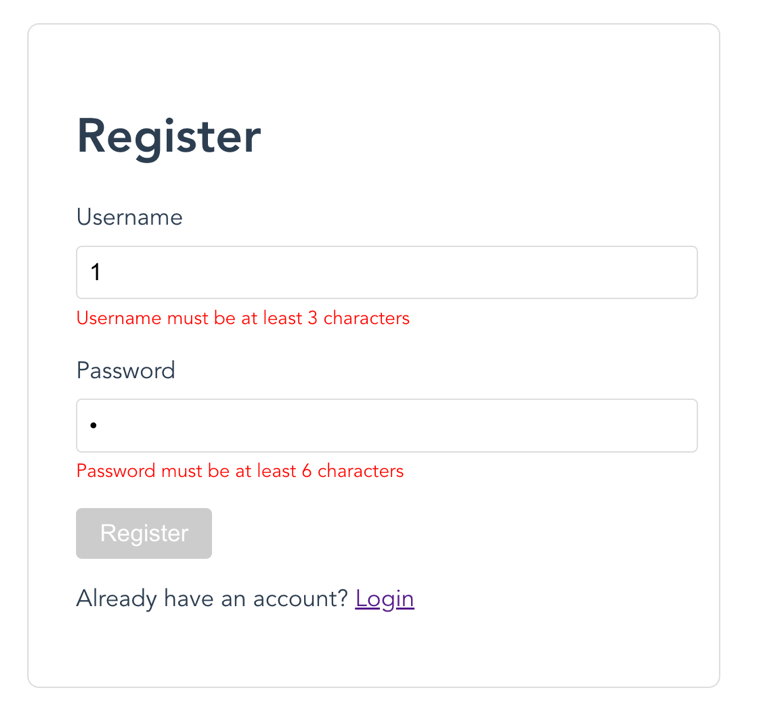 Register
Username
1
Username must be at least 3 characters
Password
•
Password must be at least 6 characters
Register
Already have an account? Login